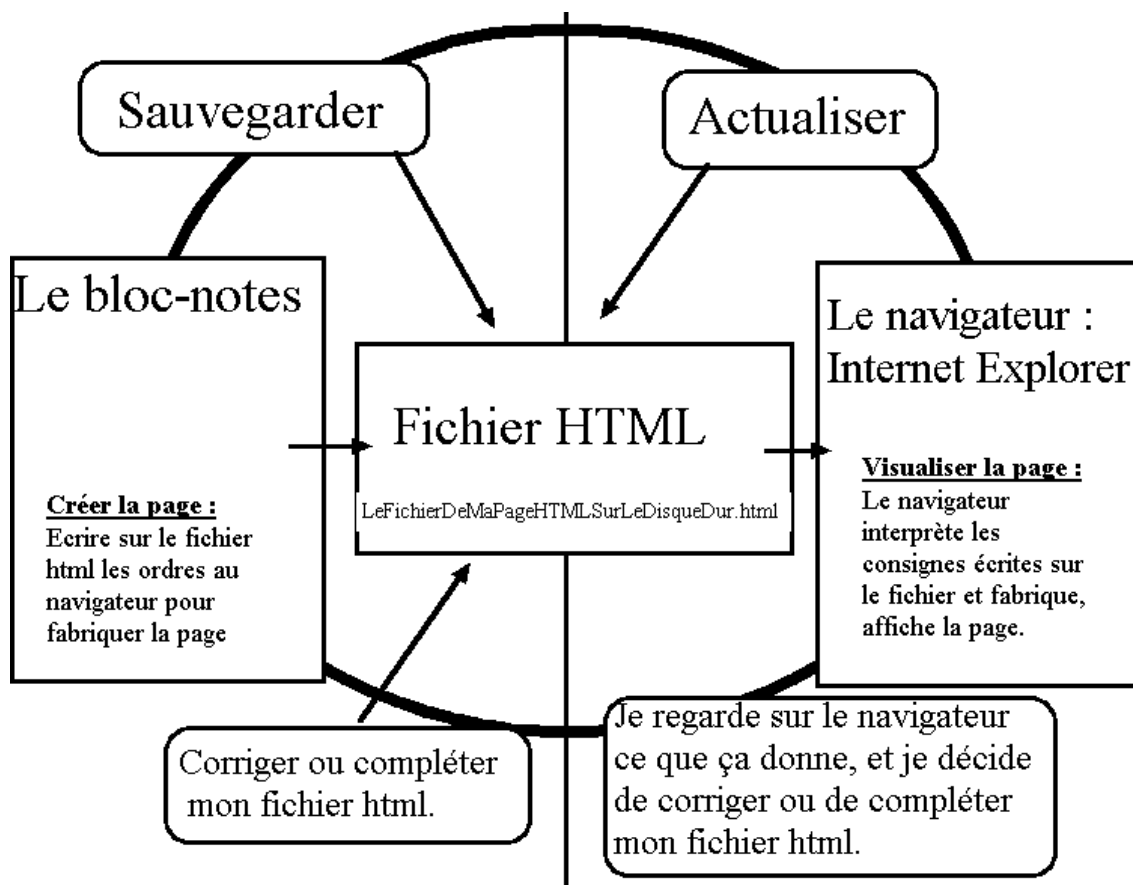 Sauvegarder
Actualiser
Le bloc-notes
Créer la page :
Ecrire sur le fichier
html les ordres au
navigateur pour
fabriquer la page
Fichier HTML
LeFichierDeMaPageHTMLSurLeDisqueDur.html
Le navigateur :
Internet Explorer
Visualiser la page :
Le navigateur
interprète les
consignes écrites sur
le fichier et fabrique,
affiche la page.
Corriger ou compléter
mon fichier html.
Je regarde sur le navigateur
ce que ça donne, et je décide
de corriger ou de compléter
mon fichier html.